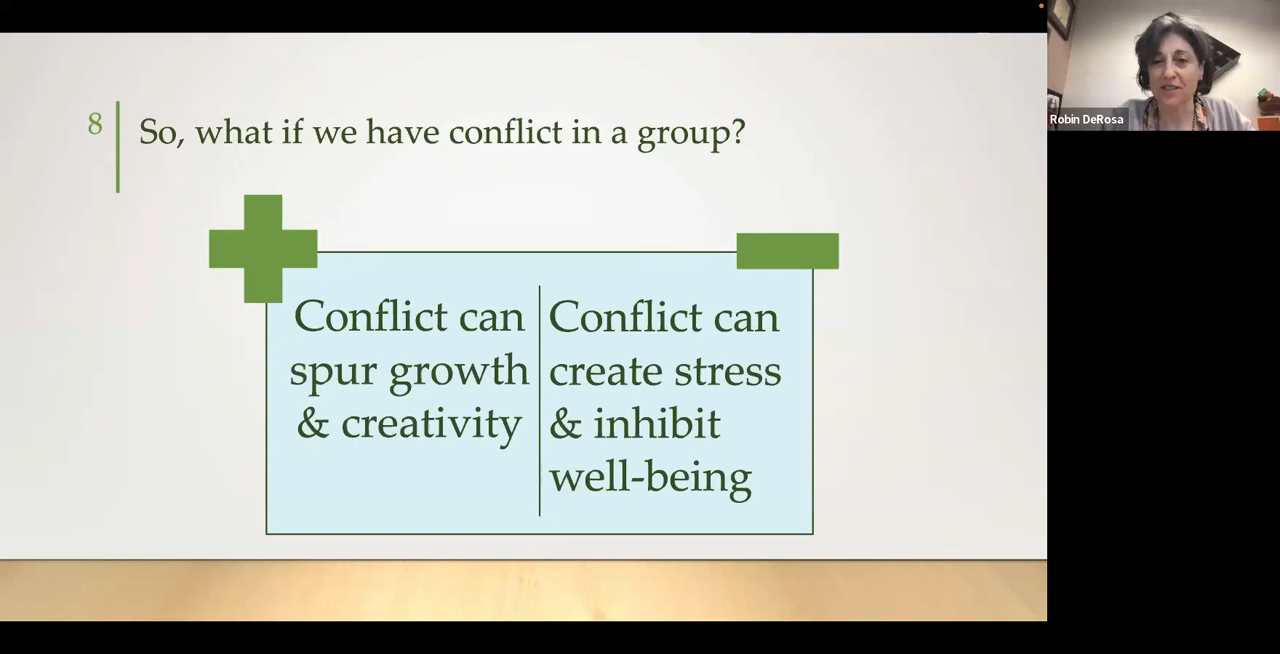 8
So, what if we have conflict in a group?
Conflict can
spur growth
& creativity
Conflict can
create stress
& inhibit
well-being
Robin DeRosa